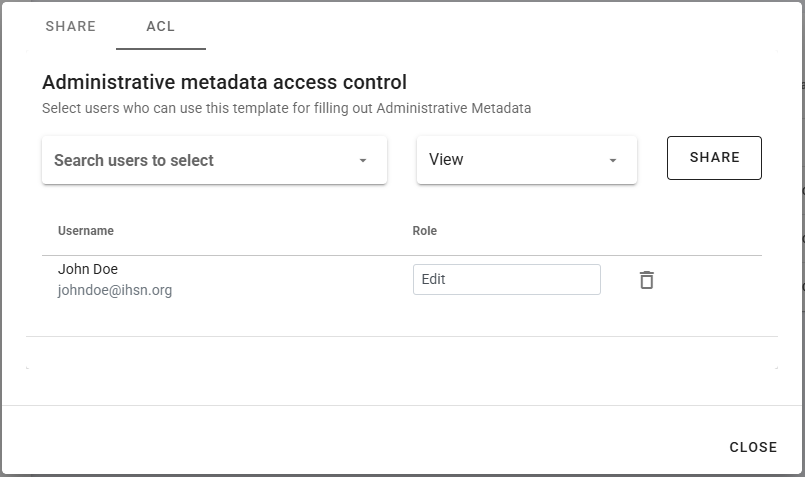 SHARE ACL
Administrative metadata access control
Select users who can use this template for filling out Administrative Metadata
Search users to select View SHARE
Username Role
John Doe
johndoe@ihsn.org
Edit
CLOSE